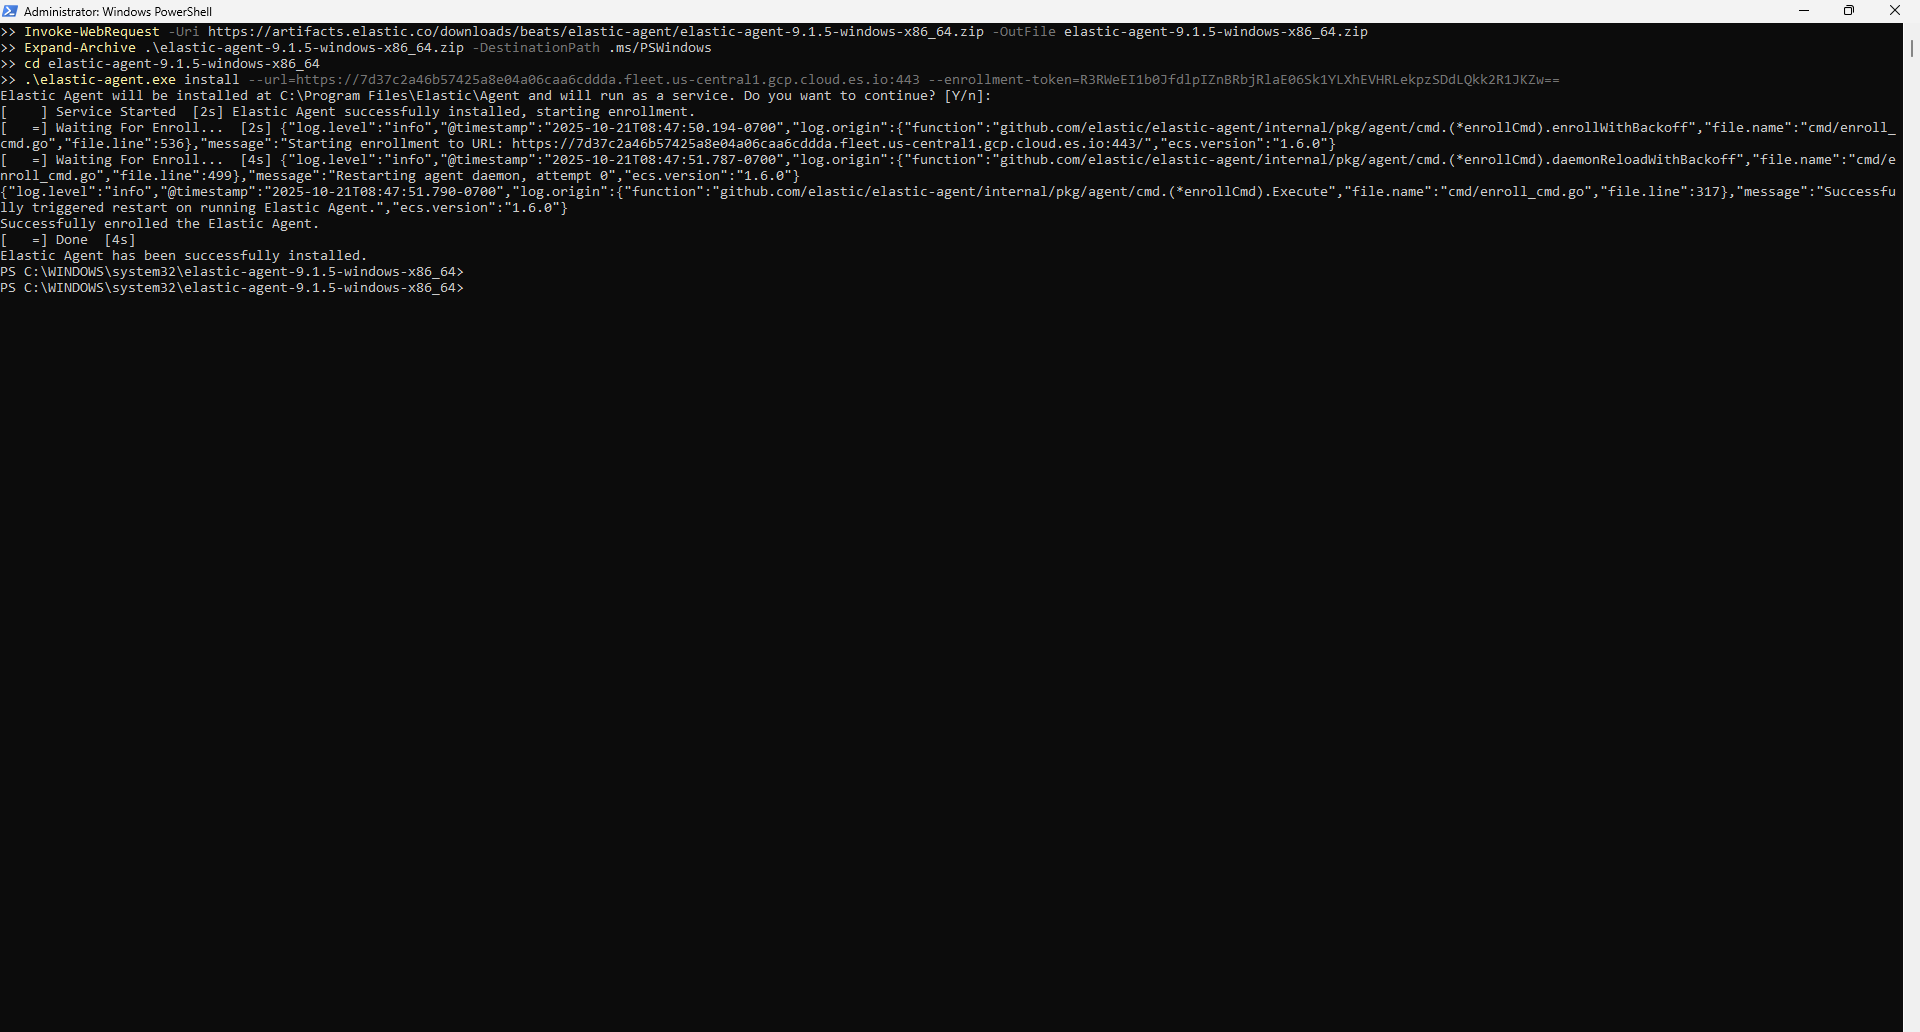 Administrator: Windows PowerShell
>> Invoke-WebRequest -Uri https://artifacts.elastic.co/downloads/beats/elastic-agent/elastic-agent-9.1.5-windows-x86_64.zip -OutFile elastic-agent-9.1.5-windows-x86_64.zip
>> Expand-Archive .\elastic-agent-9.1.5-windows-x86_64.zip -DestinationPath .ms/PSWindows
>> cd elastic-agent-9.1.5-windows-x86_64
>> .\elastic-agent.exe install --url=https://7d37c2a46b57425a8e04a06caa6cddda.fleet.us-central1.gcp.cloud.es.io:443 --enrollment-token=R3RWeEI1b0JfdlpIZnBRbjRlaE06Sk1YLXhEVHRLekpzSDdLQkk2R1JKZw==
Elastic Agent will be installed at C:\Program Files\Elastic\Agent and will run as a service. Do you want to continue? [Y/n]:
[    ] Service Started  [2s] Elastic Agent successfully installed, starting enrollment.
[   =] Waiting For Enroll...  [2s] {"log.level":"info","@timestamp":"2025-10-21T08:47:50.194-0700","log.origin":{"function":"github.com/elastic/elastic-agent/internal/pkg/agent/cmd.(*enrollCmd).enrollWithBackoff","file.name":"cmd/enroll_
cmd.go","file.line":536},"message":"Starting enrollment to URL: https://7d37c2a46b57425a8e04a06caa6cddda.fleet.us-central1.gcp.cloud.es.io:443/","ecs.version":"1.6.0"}
[   =] Waiting For Enroll...  [4s] {"log.level":"info","@timestamp":"2025-10-21T08:47:51.787-0700","log.origin":{"function":"github.com/elastic/elastic-agent/internal/pkg/agent/cmd.(*enrollCmd).daemonReloadWithBackoff","file.name":"cmd/e
nroll_cmd.go","file.line":499},"message":"Restarting agent daemon, attempt 0","ecs.version":"1.6.0"}
{"log.level":"info","@timestamp":"2025-10-21T08:47:51.790-0700","log.origin":{"function":"github.com/elastic/elastic-agent/internal/pkg/agent/cmd.(*enrollCmd).Execute","file.name":"cmd/enroll_cmd.go","file.line":317},"message":"Successfu
lly triggered restart on running Elastic Agent.","ecs.version":"1.6.0"}
Successfully enrolled the Elastic Agent.
[   =] Done  [4s]
Elastic Agent has been successfully installed.
PS C:\WINDOWS\system32\elastic-agent-9.1.5-windows-x86_64>
PS C:\WINDOWS\system32\elastic-agent-9.1.5-windows-x86_64>